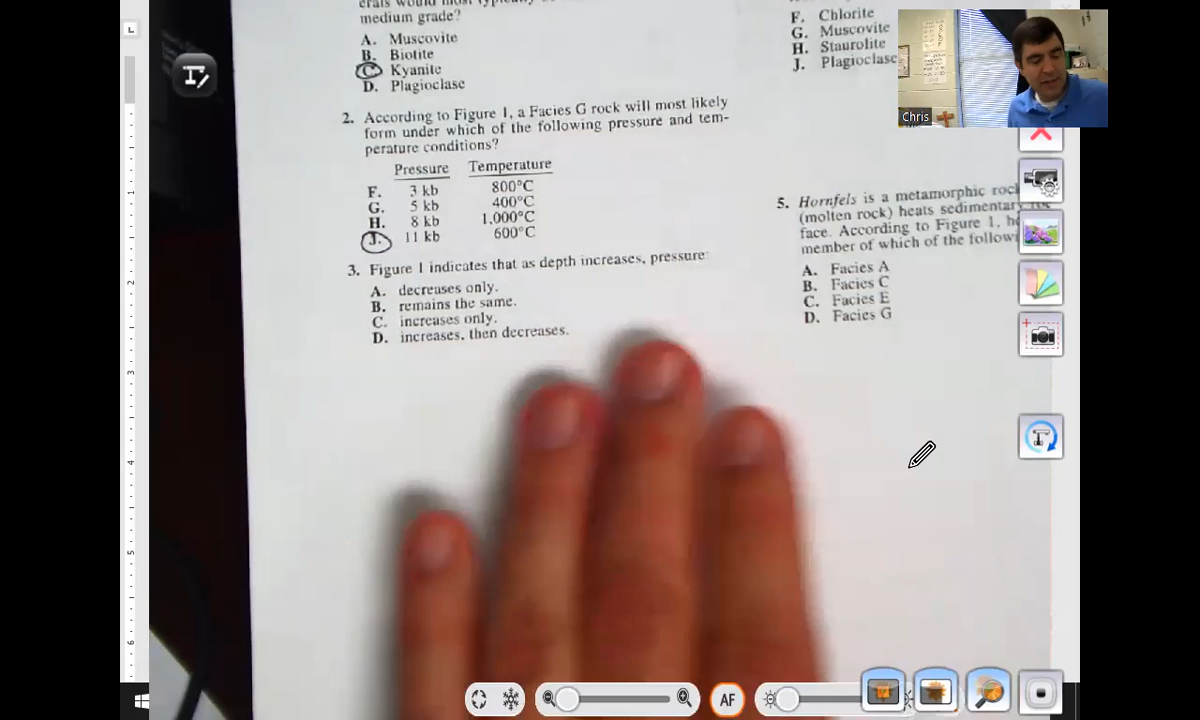 medium grade?
A. Muscovite
B. Biotite
C. Kyanite
D. Plagioclase
2. According to Figure 1, a Facies G rock will most likely
form under which of the following pressure and tem-
perature conditions?
Pressure Temperature
F. 3 kb 800°C
G. 5 kb 400°C
H. 8 kb 1,000°C
J. 11 kb 600°C
3. Figure 1 indicates that as depth increases, pressure
A. decreases only.
B. remains the same.
C. increases only.
D. increases, then decreases.
F. Chlorite
G. Muscovite
H. Staurolite
J. Plagioclase
5. Hornfels is a metamorphic
(molten rock) heats sedimentary
face. According to Figure 1,
member of which of the
A. Facies A
B. Facies C
C. Facies E
D. Facies G
Chris
AF